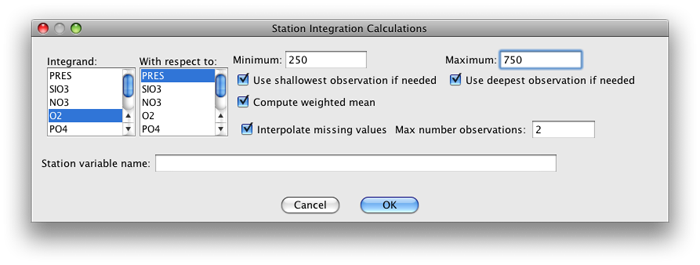 Station Integration Calculations
Integrand: With respect to: Minimum: 250 Maximum: 750
PRES PRES
SIO3 SIO3 Use shallowest observation if needed Use deepest observation if needed
NO3 NO3 Compute weighted mean
O2 O2
PO4 PO4 Interpolate missing values Max number observations: 2
Station variable name:
Cancel OK